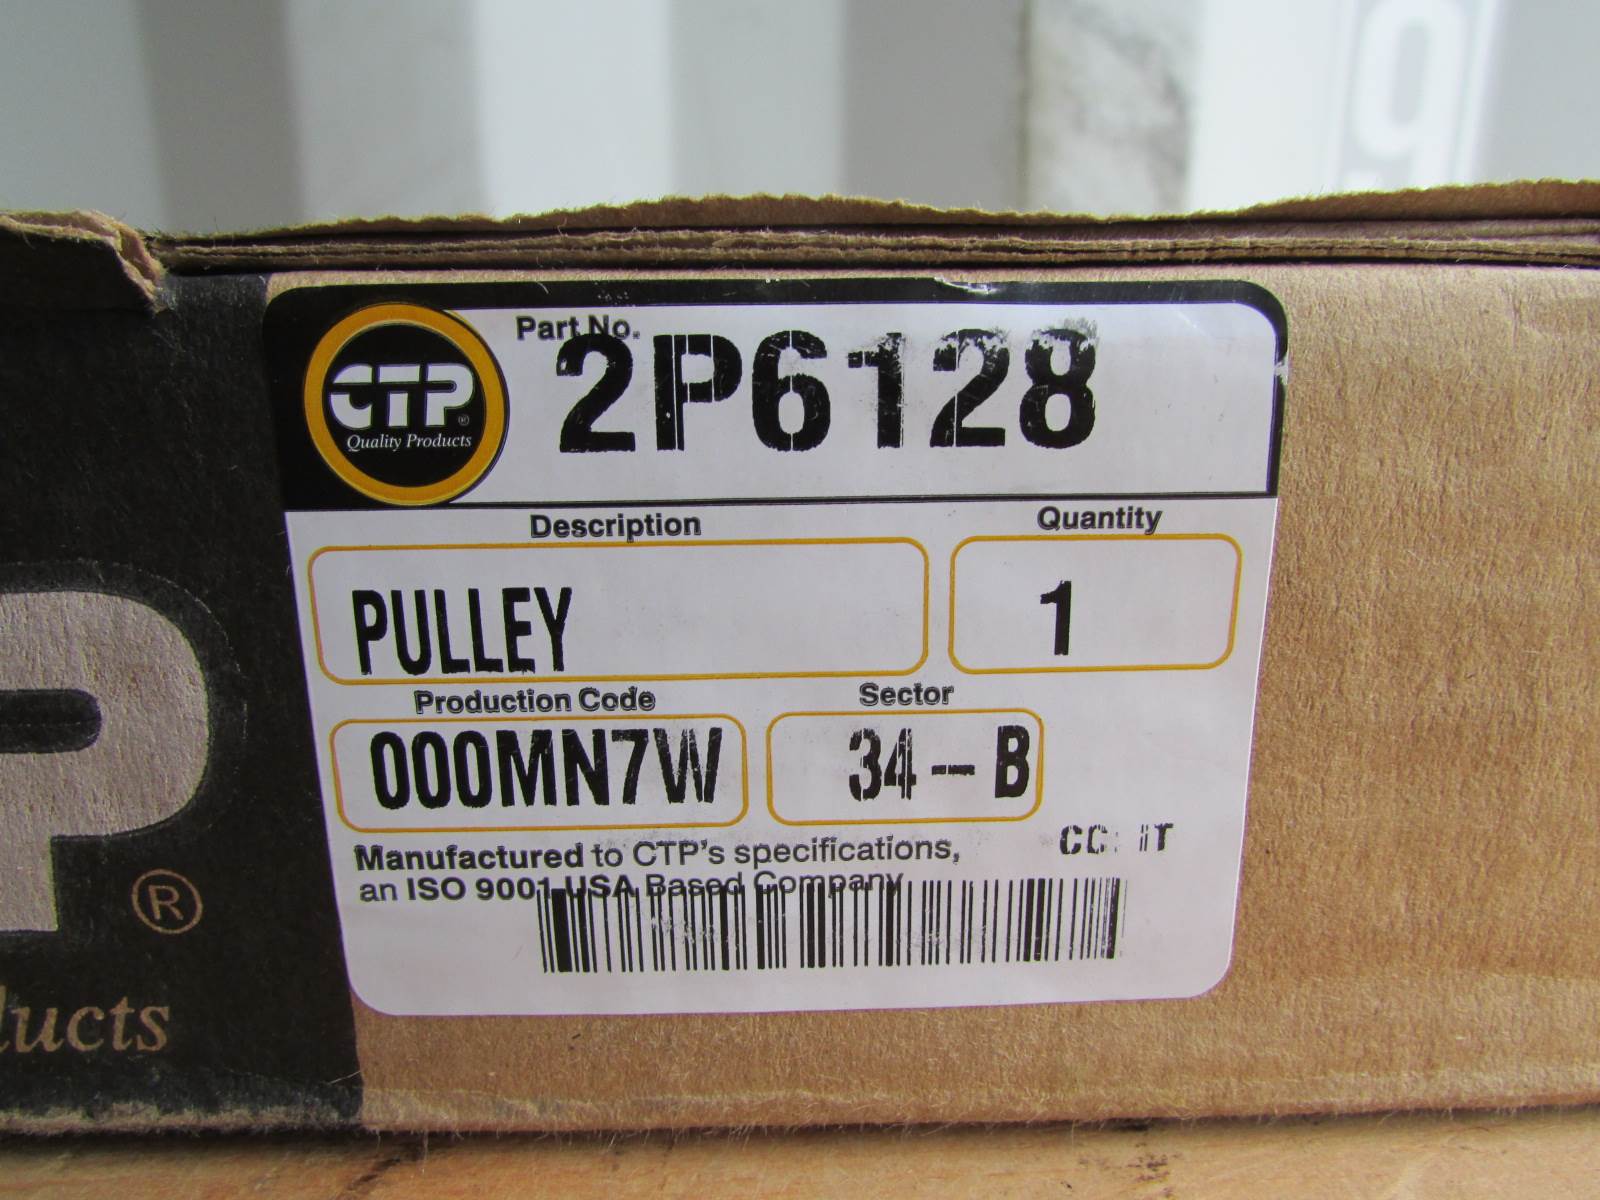 Part No.
2P6128
CTP®
Quality Products
Description
Quantity
PULLEY
1
Production Code
Sector
000MN7W
34-B
Manufactured to CTP's specifications,
an ISO 9001 USA Based Company
P
®
ducts
9